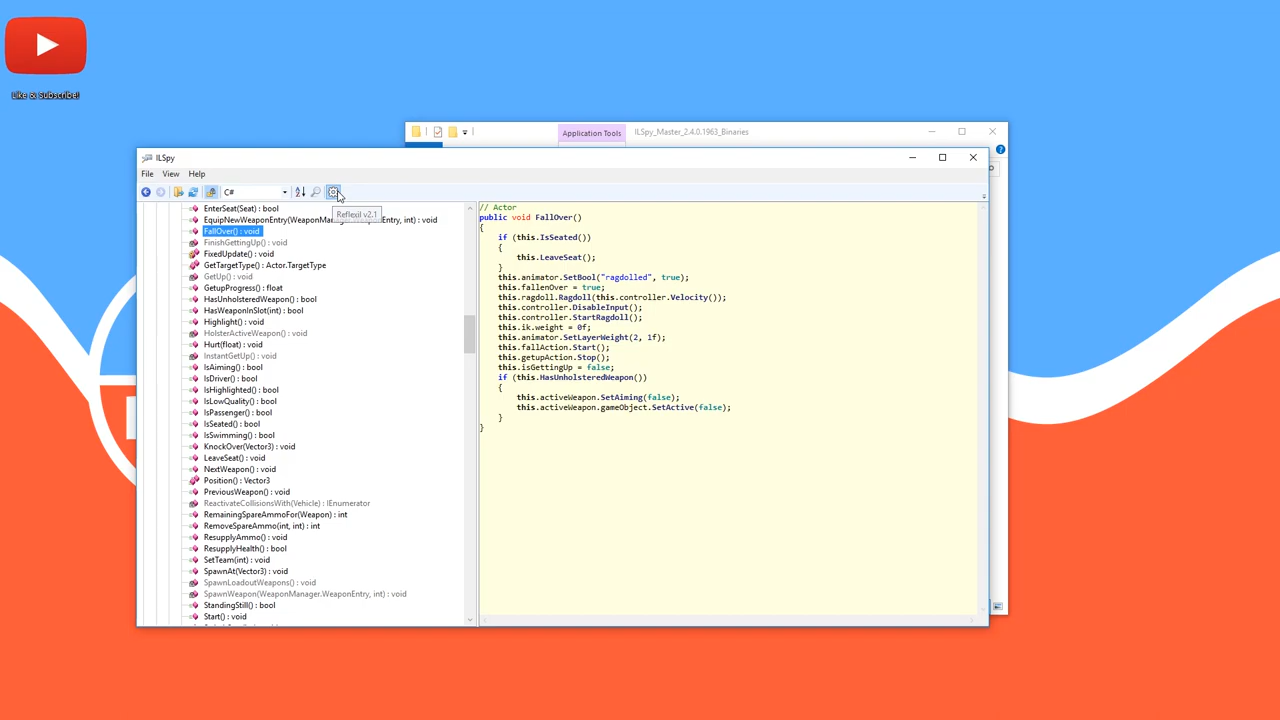 Like & Subscribe!
Application Tools
ILSpy_Master_2.4.0.1963_Binaries
ILSpy
File View Help
C#
Reflexil v2.1
EnterSeat(Seat) : bool
EquipNewWeaponEntry(WeaponManag Entry, int) : void
FallOver() : void
FinishGettingUp() : void
FixedUpdate() : void
GetTargetType() : Actor.TargetType
GetUp() : void
GetupProgress() : float
HasUnholsteredWeapon() : bool
HasWeaponInSlot(int) : bool
Highlight() : void
HolsterActiveWeapon() : void
Hurt(float) : void
InstantGetUp() : void
IsAiming() : bool
IsDriver() : bool
IsHighlighted() : bool
IsLowQuality() : bool
IsPassenger() : bool
IsSeated() : bool
IsSwimming() : bool
KnockOver(Vector3) : void
LeaveSeat() : void
NextWeapon() : void
Position() : Vector3
PreviousWeapon() : void
ReactivateCollisionsWith(Vehicle) : IEnumerator
RemainingSpareAmmoFor(Weapon) : int
RemoveSpareAmmo(int, int) : int
ResupplyAmmo() : void
ResupplyHealth() : bool
SetTeam(int) : void
SpawnAt(Vector3) : void
SpawnLoadoutWeapons() : void
SpawnWeapon(WeaponManager.WeaponEntry, int) : void
StandingStill() : bool
Start() : void
// Actor
public void FallOver()
{
if (this.IsSeated())
{
this.LeaveSeat();
}
this.animator.SetBool("ragdolled", true);
this.fallenOver = true;
this.ragdoll.Ragdoll(this.controller.Velocity());
this.controller.DisableInput();
this.controller.StartRagdoll();
this.ik.weight = 0f;
this.animator.SetLayerWeight(2, 1f);
this.fallAction.Start();
this.getupAction.Stop();
this.isGettingUp = false;
if (this.HasUnholsteredWeapon())
{
this.activeWeapon.SetAiming(false);
this.activeWeapon.gameObject.SetActive(false);
}
}